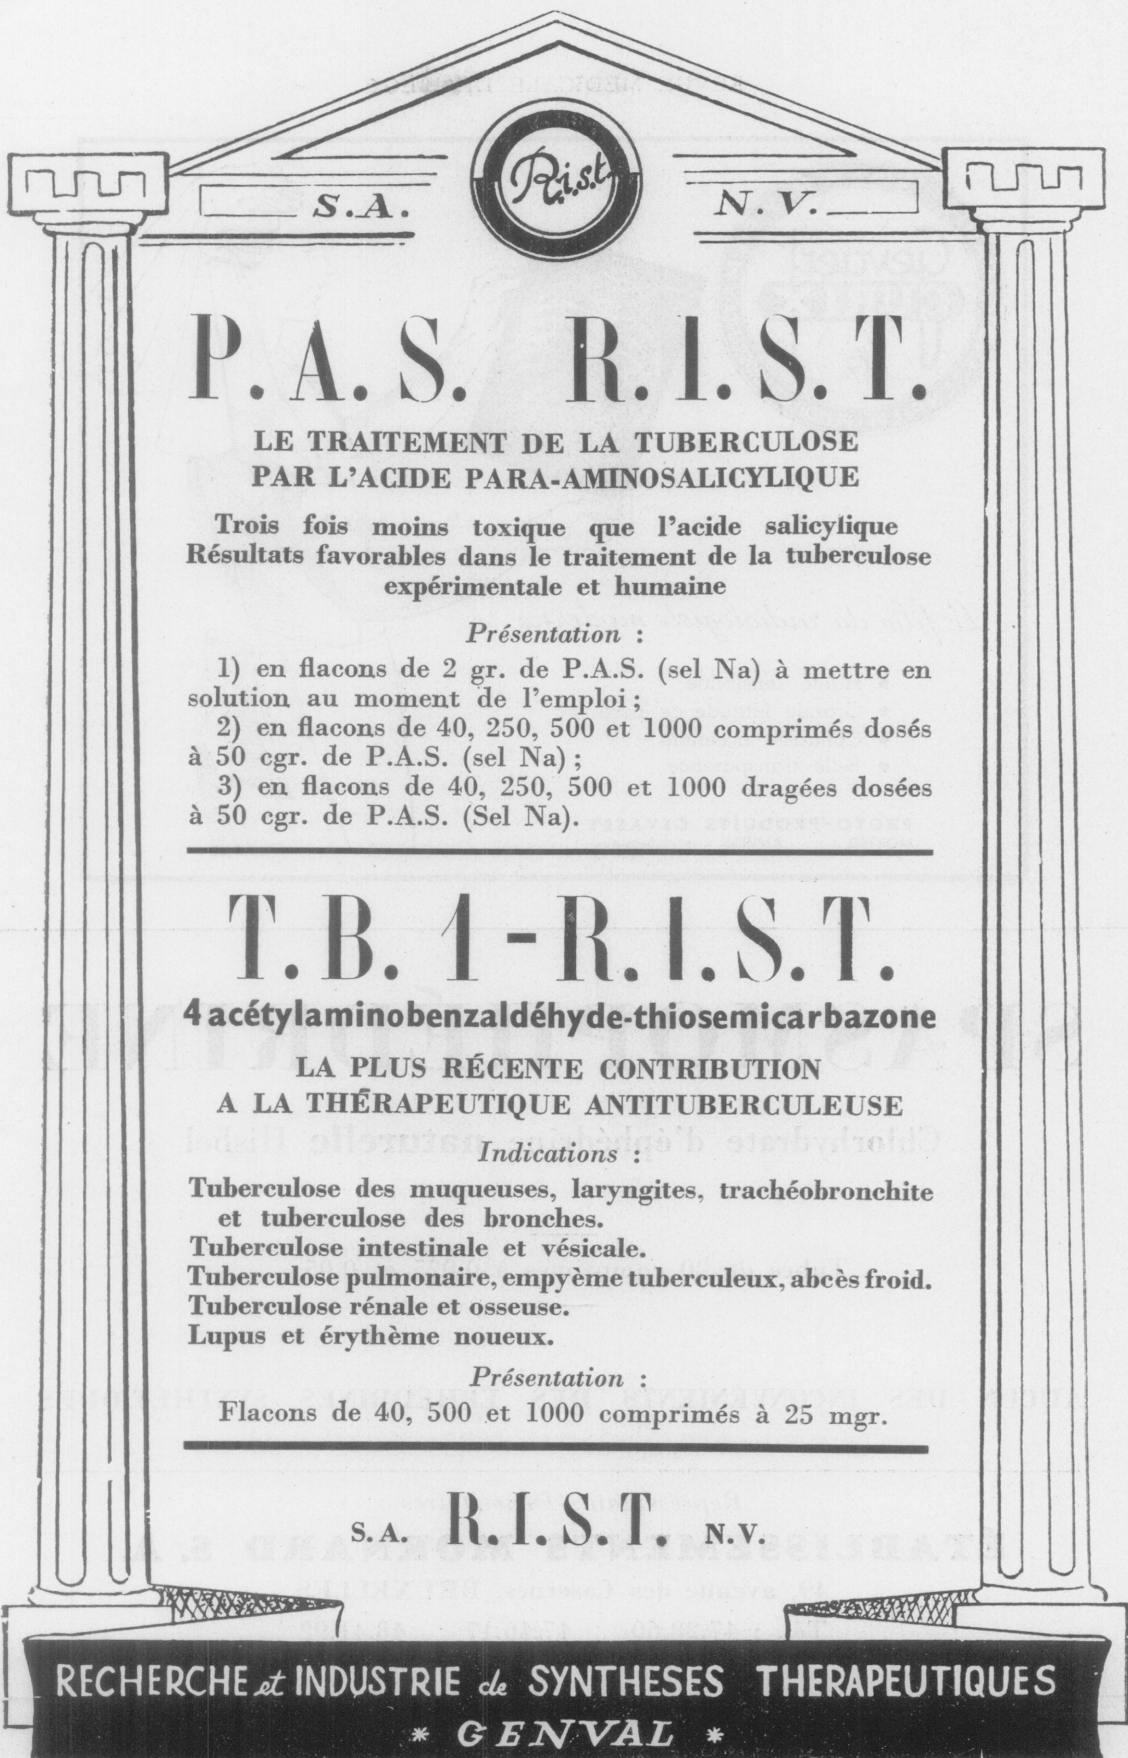 R.i.s.t.
S.A. N.V.
P.A.S. R.I.S.T.
LE TRAITEMENT DE LA TUBERCULOSE
PAR L'ACIDE PARA-AMINOSALICYLIQUE
Trois fois moins toxique que l'acide salicylique
Résultats favorables dans le traitement de la tuberculose
expérimentale et humaine
Présentation :
1) en flacons de 2 gr. de P.A.S. (sel Na) à mettre en
solution au moment de l'emploi ;
2) en flacons de 40, 250, 500 et 1000 comprimés dosés
à 50 cgr. de P.A.S. (sel Na) ;
3) en flacons de 40, 250, 500 et 1000 dragées dosées
à 50 cgr. de P.A.S. (Sel Na).
T.B. 1-R.I.S.T.
4 acétylaminobenzaldéhyde-thiosemicarbazone
LA PLUS RÉCENTE CONTRIBUTION
A LA THÉRAPEUTIQUE ANTITUBERCULEUSE
Indications :
Tuberculose des muqueuses, laryngites, trachéobronchite
et tuberculose des bronches.
Tuberculose intestinale et vésicale.
Tuberculose pulmonaire, empyème tuberculeux, abcès froid.
Tuberculose rénale et osseuse.
Lupus et érythème noueux.
Présentation :
Flacons de 40, 500 et 1000 comprimés à 25 mgr.
S.A. R.I.S.T. N.V.
RECHERCHE et INDUSTRIE de SYNTHESES THERAPEUTIQUES
* GENVAL *